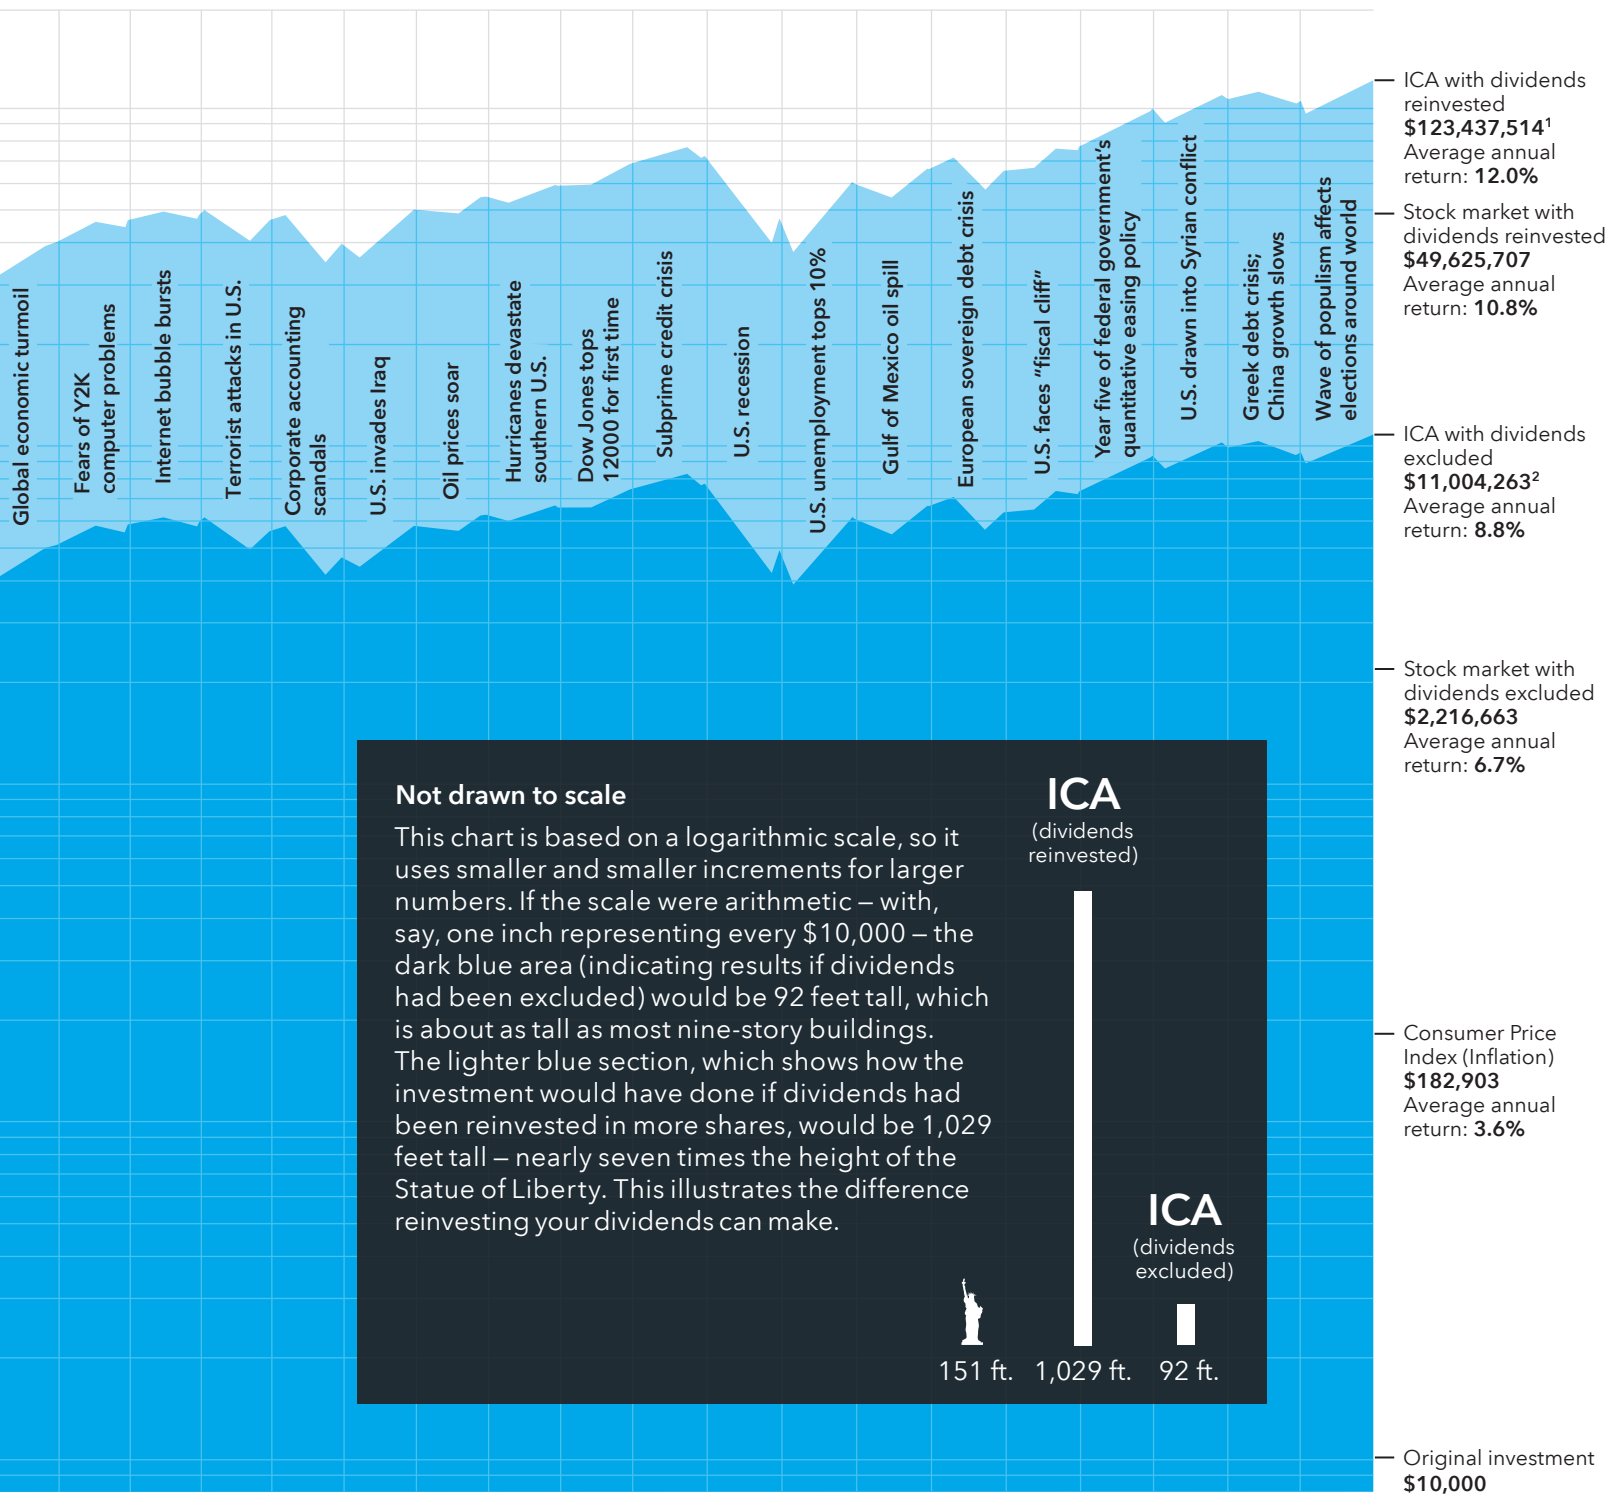 Global economic turmoil
Fears of Y2K
computer problems
Internet bubble bursts
Terrorist attacks in U.S.
Corporate accounting
scandals
U.S. invades Iraq
Oil prices soar
Hurricanes devastate
southern U.S.
Dow Jones tops
12000 for first time
Subprime credit crisis
U.S. recession
U.S. unemployment tops 10%
Gulf of Mexico oil spill
European sovereign debt crisis
U.S. faces “fiscal cliff”
Year five of federal government’s
quantitative easing policy
U.S. drawn into Syrian conflict
Greek debt crisis;
China growth slows
Wave of populism affects
elections around world
ICA with dividends
reinvested
$123,437,514¹
Average annual
return: 12.0%
Stock market with
dividends reinvested
$49,625,707
Average annual
return: 10.8%
ICA with dividends
excluded
$11,004,263²
Average annual
return: 8.8%
Stock market with
dividends excluded
$2,216,663
Average annual
return: 6.7%
Consumer Price
Index (Inflation)
$182,903
Average annual
return: 3.6%
Original investment
$10,000
Not drawn to scale
This chart is based on a logarithmic scale, so it
uses smaller and smaller increments for larger
numbers. If the scale were arithmetic – with,
say, one inch representing every $10,000 – the
dark blue area (indicating results if dividends
had been excluded) would be 92 feet tall, which
is about as tall as most nine-story buildings.
The lighter blue section, which shows how the
investment would have done if dividends had
been reinvested in more shares, would be 1,029
feet tall – nearly seven times the height of the
Statue of Liberty. This illustrates the difference
reinvesting your dividends can make.
ICA
(dividends
reinvested)
ICA
(dividends
excluded)
151 ft.
1,029 ft.
92 ft.